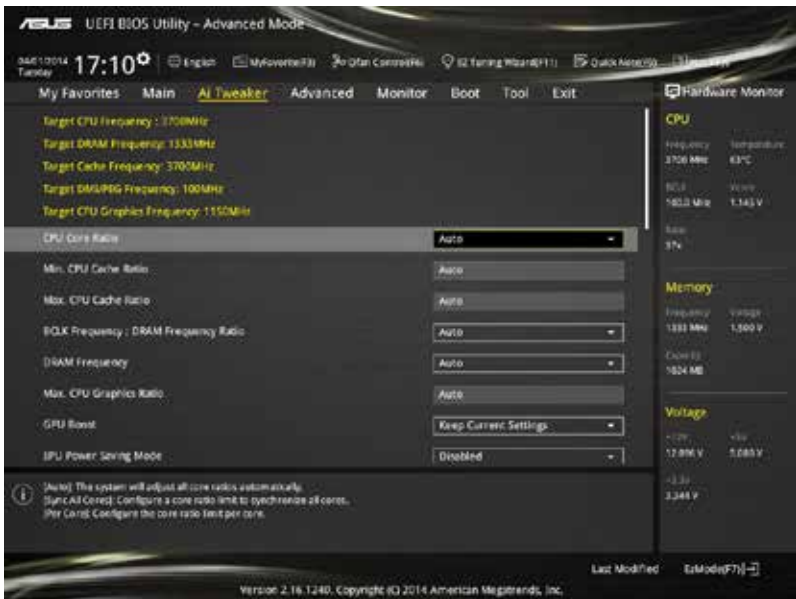 ASUS UEFI BIOS Utility – Advanced Mode
04/01/2014
Tuesday
17:10
English
MyFavorite(F3)
Qfan Control(F6)
EZ Tuning Wizard(F11)
Quick Note(F9)
My Favorites Main Ai Tweaker Advanced Monitor Boot Tool Exit
Target CPU Frequency : 3700MHz
Target DRAM Frequency: 1333MHz
Target Cache Frequency: 3700MHz
Target DMI/PEG Frequency: 100MHz
Target CPU Graphics Frequency: 1150MHz
CPU Core Ratio Auto
Min. CPU Cache Ratio Auto
Max. CPU Cache Ratio Auto
BCLK Frequency : DRAM Frequency Ratio Auto
DRAM Frequency Auto
Max. CPU Graphics Ratio Auto
GPU Boost Keep Current Settings
EPU Power Saving Mode Disabled
[Auto]: The system will adjust all core ratios automatically.
[Sync All Cores]: Configure a core ratio limit to synchronize all cores.
[Per Core]: Configure the core ratio limit per core.
Hardware Monitor
CPU
Frequency Temperature
3700 MHz 63°C
BCLK Vcore
100.0 MHz 1.143 V
Ratio
37x
Memory
Frequency Voltage
1333 MHz 1.500 V
Capacity
1024 MB
Voltage
+12V +5V
12.096 V 5.080 V
+3.3V
3.344 V
Last Modified EzMode(F7)
Version 2.16.1240. Copyright (C) 2014 American Megatrends, Inc.